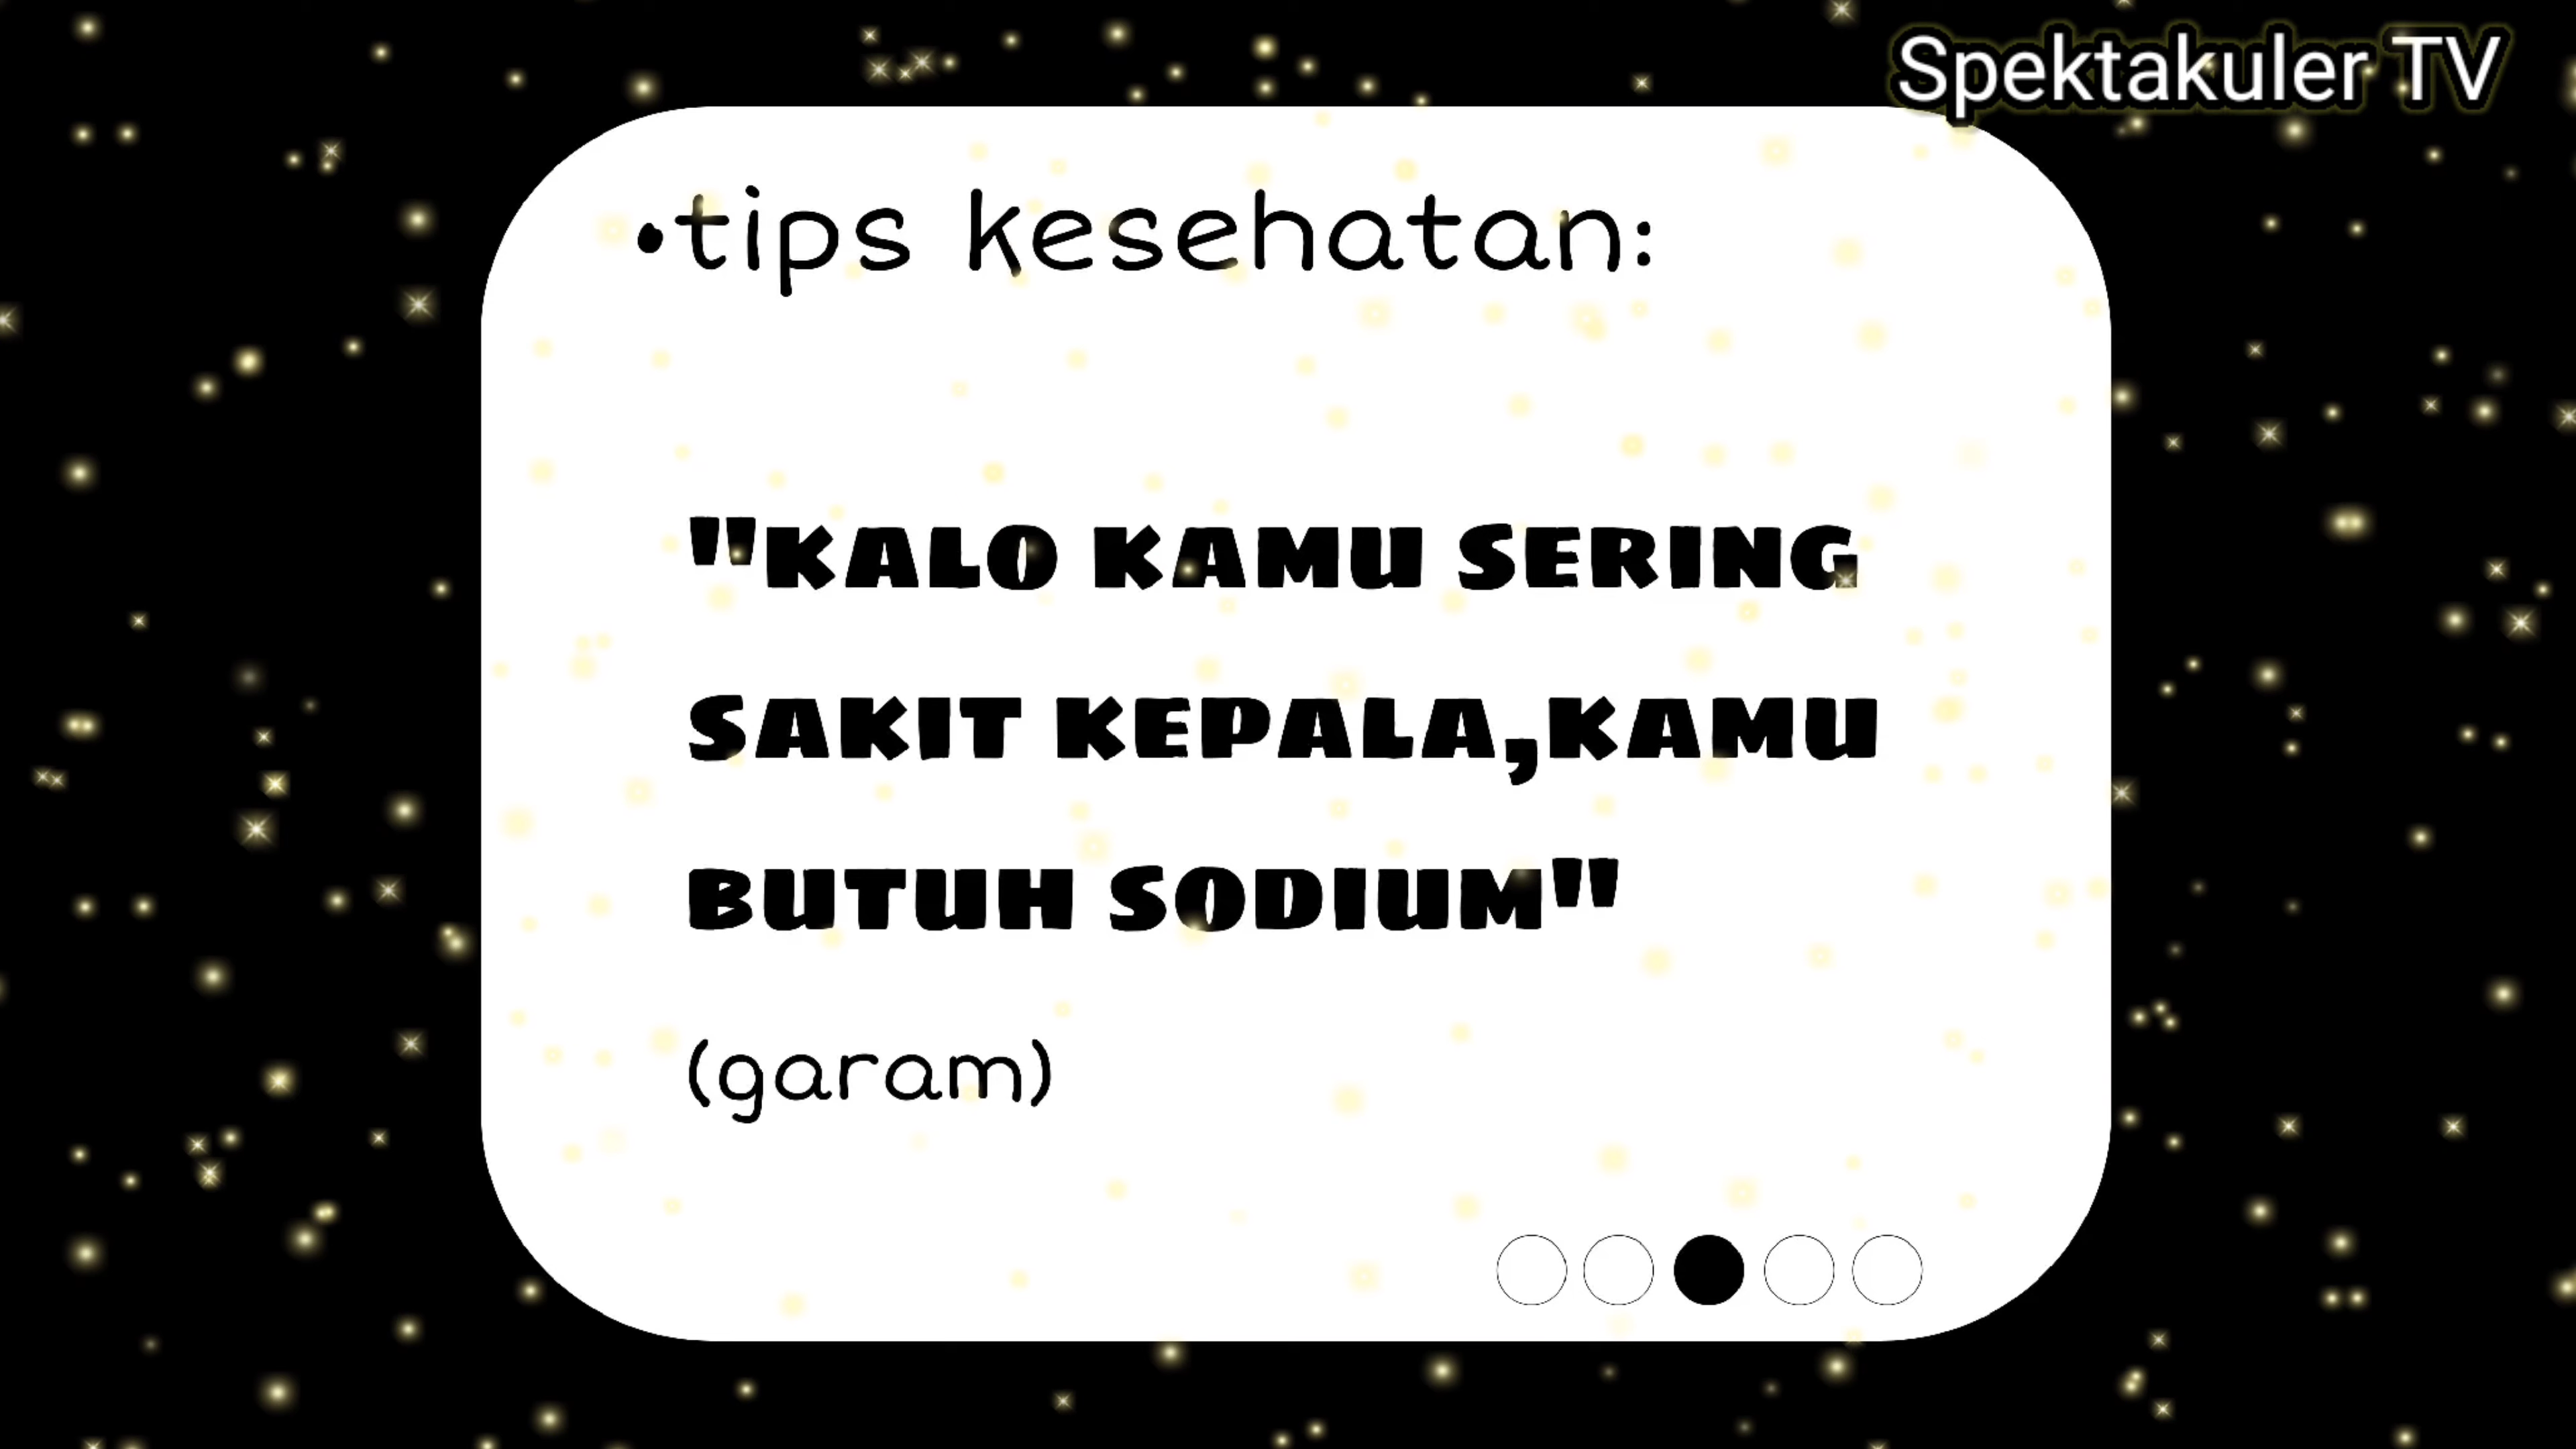 Spektakuler TV
•tips kesehatan:
"KALO KAMU SERING
SAKIT KEPALA,KAMU
BUTUH SODIUM"
(garam)